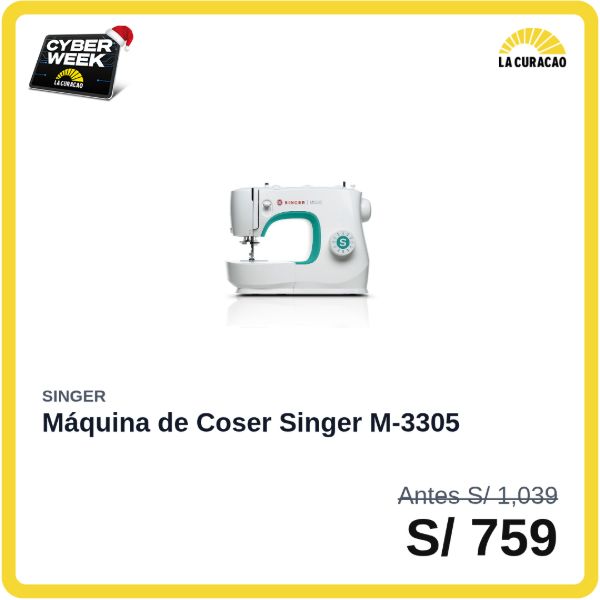 CYBER
WEEK
LA CURACAO
LA CURACAO
SINGER
S
SINGER
Máquina de Coser Singer M-3305
Antes S/ 1,039
S/ 759